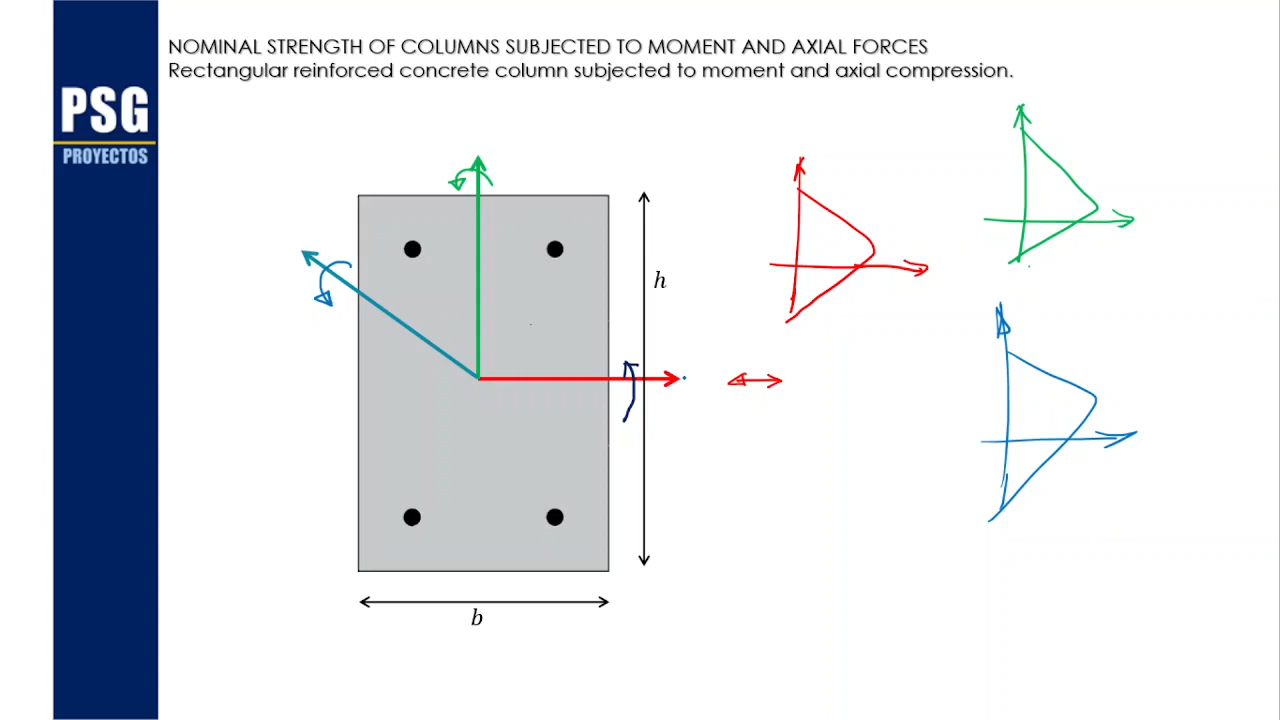 NOMINAL STRENGTH OF COLUMNS SUBJECTED TO MOMENT AND AXIAL FORCES
Rectangular reinforced concrete column subjected to moment and axial compression.
PSG
PROYECTOS
h
b